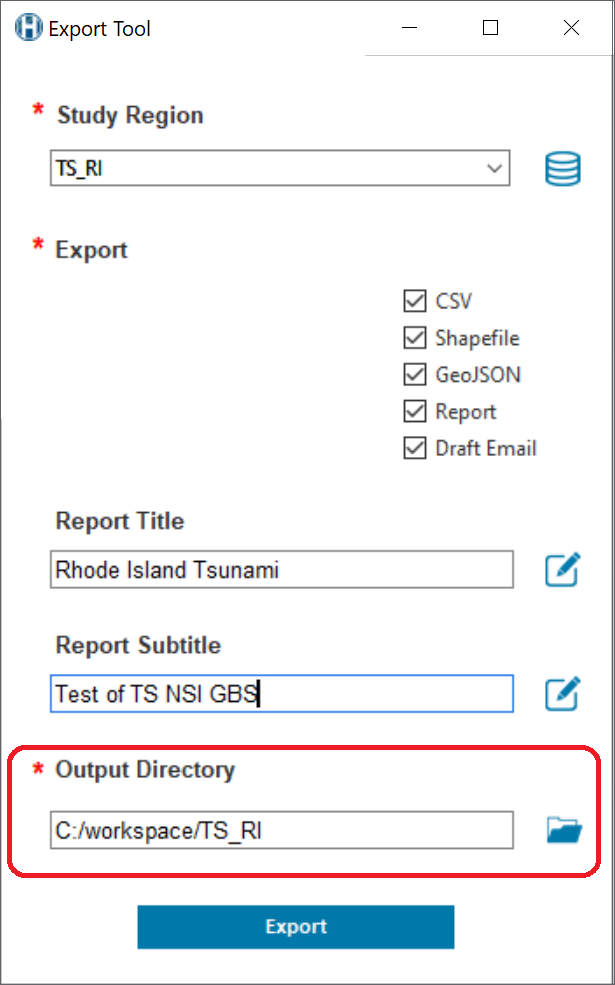 Export Tool
* Study Region
TS_RI
* Export
CSV
Shapefile
GeoJSON
Report
Draft Email
Report Title
Rhode Island Tsunami
Report Subtitle
Test of TS NSI GBS
* Output Directory
C:/workspace/TS_RI
Export